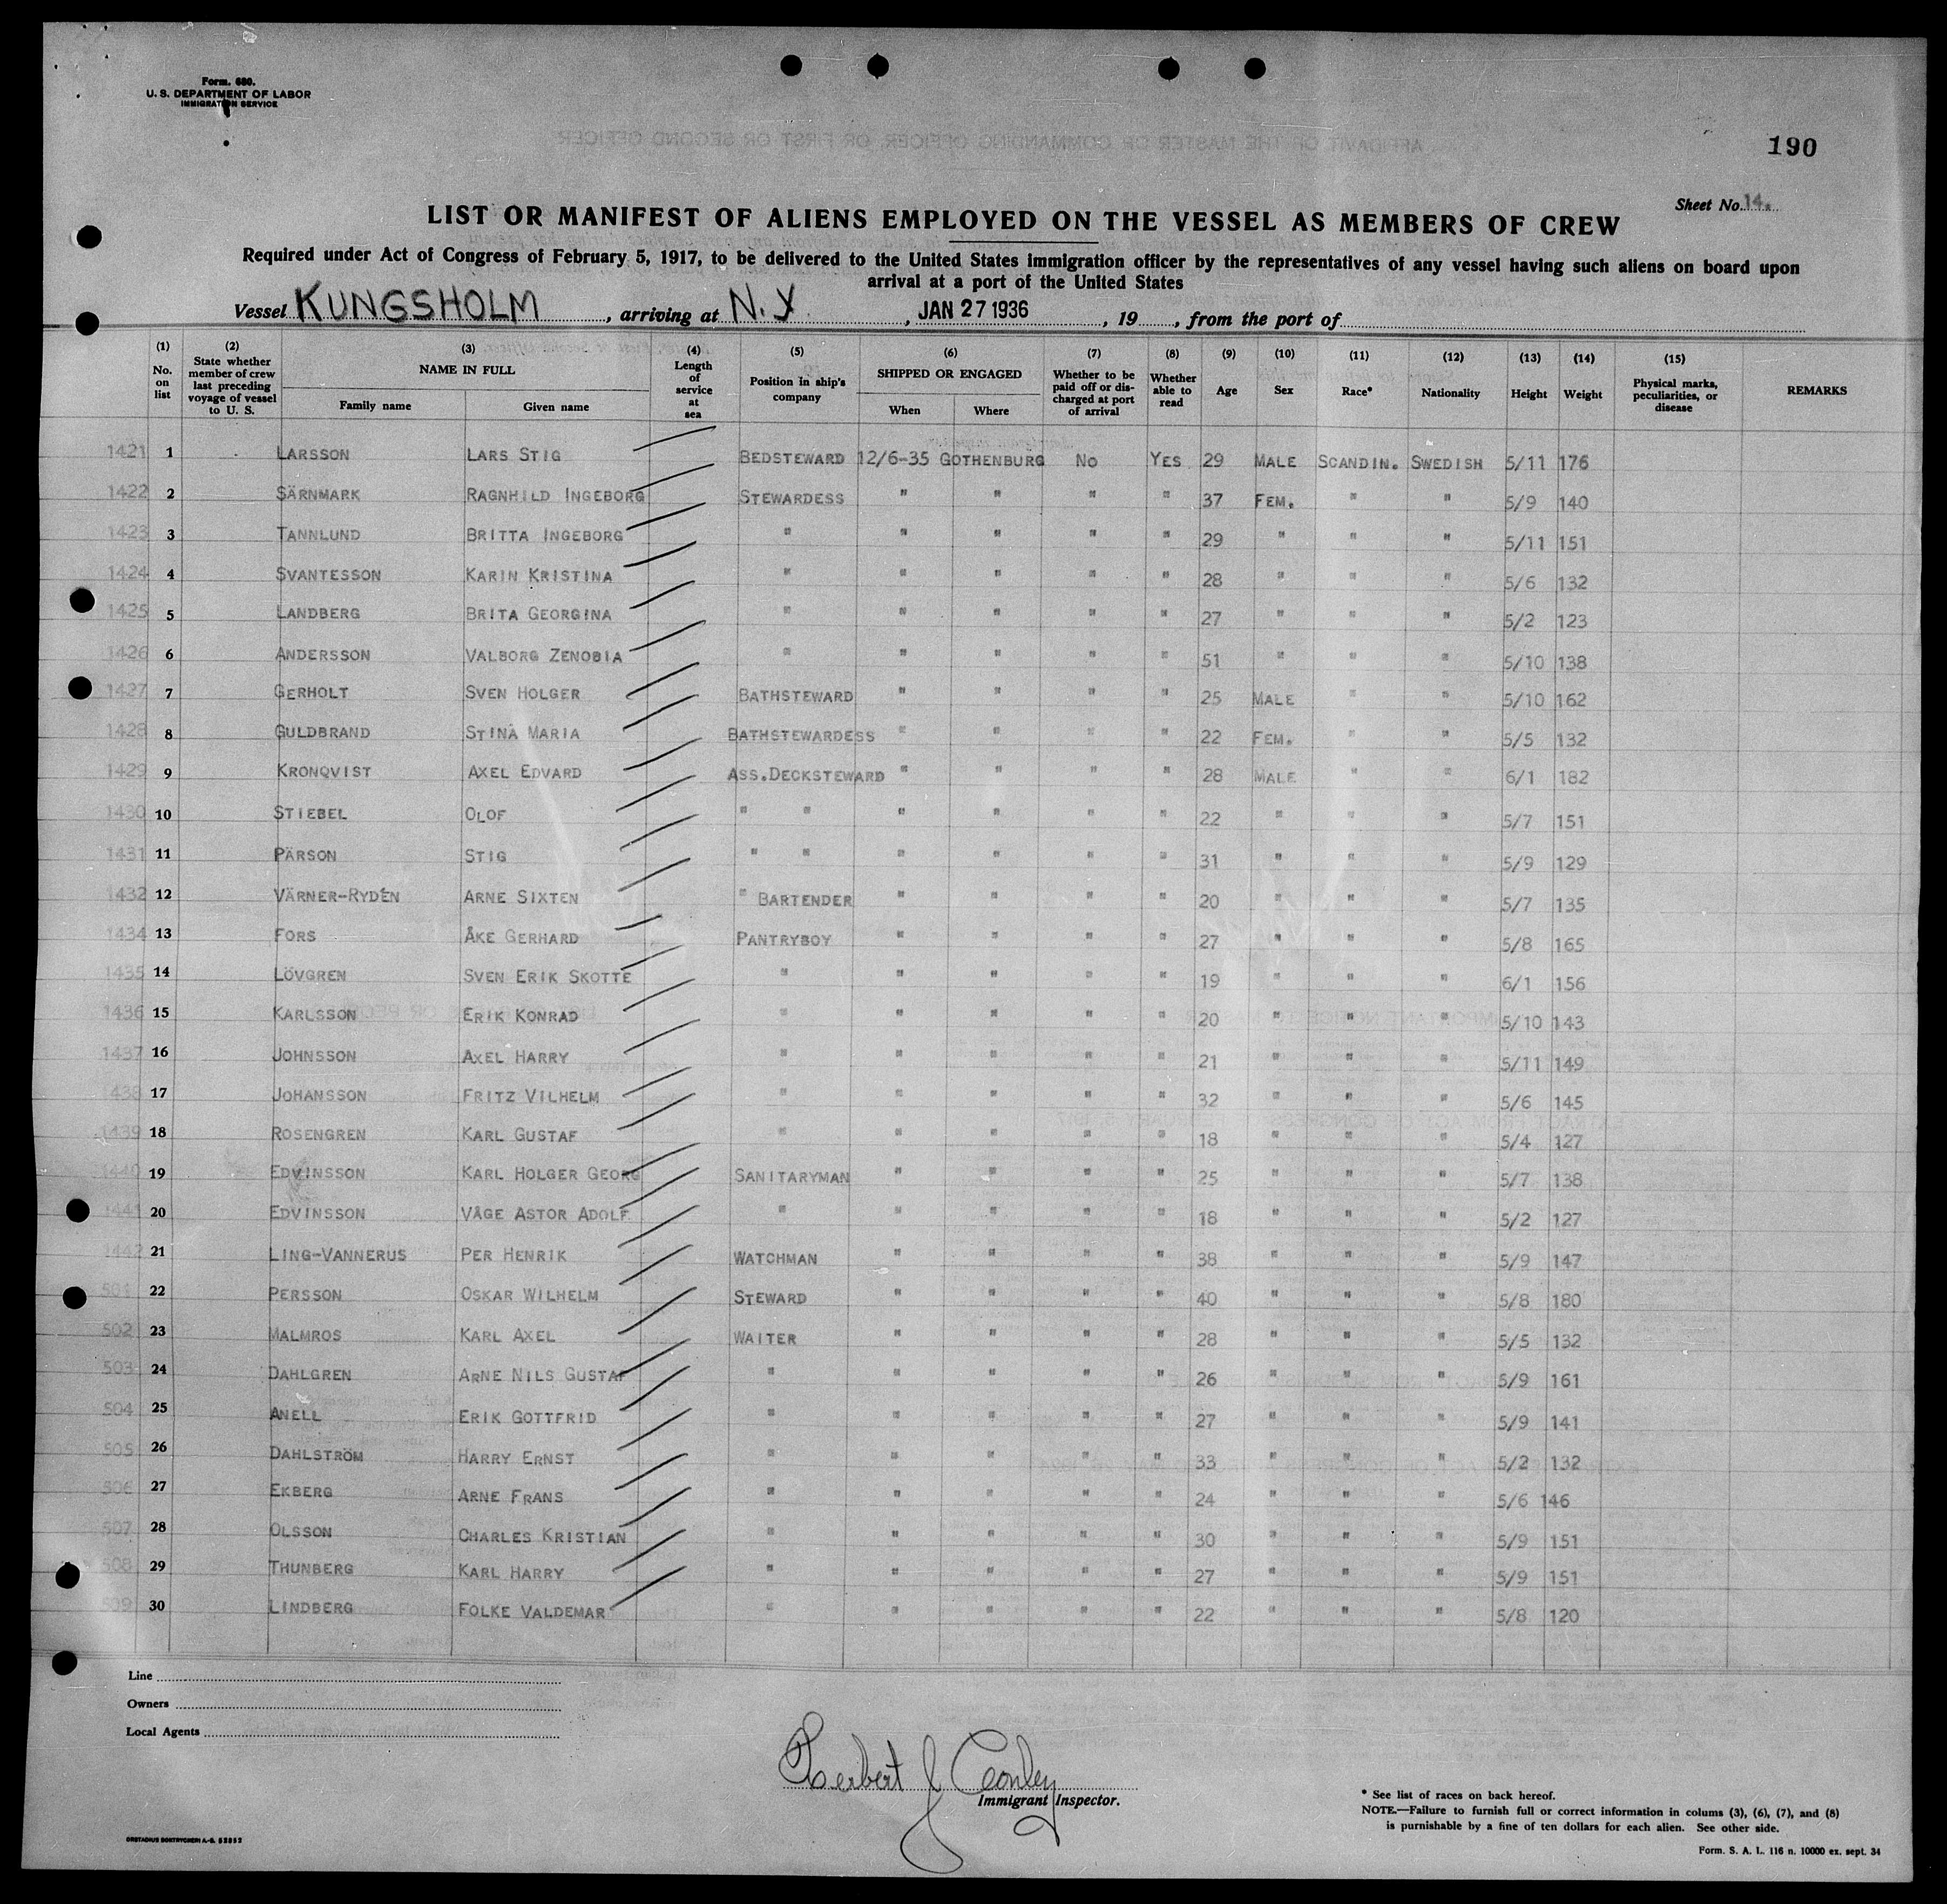 Form. 680.
U. S. DEPARTMENT OF LABOR
IMMIGRATION SERVICE
190
Sheet No. 14.
LIST OR MANIFEST OF ALIENS EMPLOYED ON THE VESSEL AS MEMBERS OF CREW
Required under Act of Congress of February 5, 1917, to be delivered to the United States immigration officer by the representatives of any vessel having such aliens on board upon
arrival at a port of the United States
Vessel KUNGSHOLM, arriving at N.Y., JAN 27 1936, 19, from the port of
(1) No. on list (2) State whether member of crew last preceding voyage of vessel to U. S. (3) NAME IN FULL Family name Given name (4) Length of service at sea (5) Position in ship's company (6) SHIPPED OR ENGAGED When Where (7) Whether to be paid off or discharged at port of arrival (8) Whether able to read (9) Age (10) Sex (11) Race* (12) Nationality (13) Height (14) Weight (15) Physical marks, peculiarities, or disease REMARKS
1421 1 LARSSON LARS STIG BEDSTEWARD 12/6-35 GOTHENBURG NO YES 29 MALE SCANDIN. SWEDISH 5/11 176
1422 2 SÄRNMARK RAGNHILD INGEBORG STEWARDESS " " " " 37 FEM. " " 5/9 140
1423 3 TANNLUND BRITTA INGEBORG " " " " " 29 " " " 5/11 151
1424 4 SVANTESSON KARIN KRISTINA " " " " " 28 " " " 5/6 132
1425 5 LANDBERG BRITA GEORGINA " " " " " 27 " " " 5/2 123
1426 6 ANDERSSON VALBORG ZENOBIA " " " " " 51 " " " 5/10 138
1427 7 GERHOLT SVEN HOLGER BATHSTEWARD " " " " 25 MALE " " 5/10 162
1428 8 GULDBRAND STINA MARIA BATHSTEWARDESS " " " " 22 FEM. " " 5/5 132
1429 9 KRONQVIST AXEL EDVARD ASS.DECKSTEWARD " " " " 28 MALE " " 6/1 182
1430 10 STIEBEL OLOF " " " " " " 22 " " " 5/7 151
1431 11 PÄRSON STIG " " " " " " 31 " " " 5/9 129
1432 12 VÄRNER-RYDÉN ARNE SIXTEN " BARTENDER " " " " 20 " " " 5/7 135
1434 13 FORS ÅKE GERHARD PANTRYBOY " " " " 27 " " " 5/8 165
1435 14 LÖVGREN SVEN ERIK SKOTTE " " " " " 19 " " " 6/1 156
1436 15 KARLSSON ERIK KONRAD " " " " " 20 " " " 5/10 143
1437 16 JOHNSSON AXEL HARRY " " " " " 21 " " " 5/11 149
1438 17 JOHANSSON FRITZ VILHELM " " " " " 32 " " " 5/6 145
1439 18 ROSENGREN KARL GUSTAF " " " " " 18 " " " 5/4 127
1440 19 EDVINSSON KARL HOLGER GEORG SANITARYMAN " " " " 25 " " " 5/7 138
1441 20 EDVINSSON VÅGE ASTOR ADOLF " " " " " 18 " " " 5/2 127
1442 21 LING-VANNERUS PER HENRIK WATCHMAN " " " " 38 " " " 5/9 147
501 22 PERSSON OSKAR WILHELM STEWARD " " " " 40 " " " 5/8 180
502 23 MALMROS KARL AXEL WAITER " " " " 28 " " " 5/5 132
503 24 DAHLGREN ARNE NILS GUSTAF " " " " " 26 " " " 5/9 161
504 25 ANELL ERIK GOTTFRID " " " " " 27 " " " 5/9 141
505 26 DAHLSTRÖM HARRY ERNST " " " " " 33 " " " 5/2 132
506 27 EKBERG ARNE FRANS " " " " " 24 " " " 5/6 146
507 28 OLSSON CHARLES KRISTIAN " " " " " 30 " " " 5/9 151
508 29 THUNBERG KARL HARRY " " " " " 27 " " " 5/9 151
509 30 LINDBERG FOLKE VALDEMAR " " " " " 22 " " " 5/8 120
Line
Owners
Local Agents
Herbert J Conley
Immigrant Inspector.
* See list of races on back hereof.
NOTE.—Failure to furnish full or correct information in colums (3), (6), (7), and (8)
is punishable by a fine of ten dollars for each alien. See other side.
Form. S. A. L. 116 n. 10000 ex. sept. 34